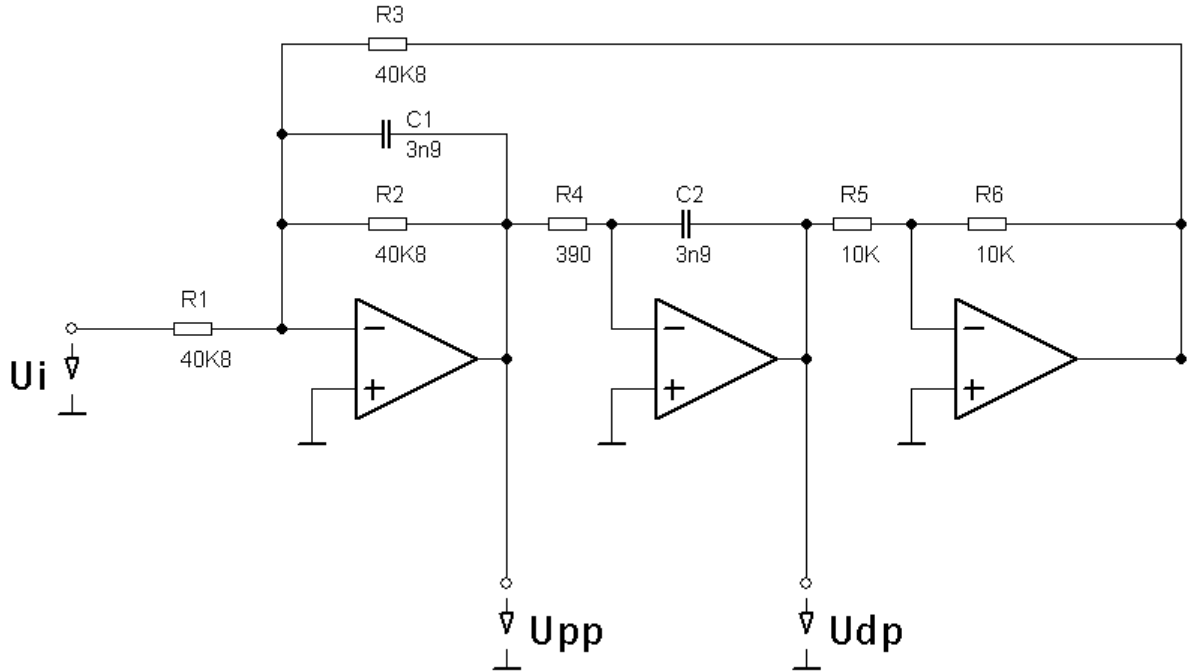 R3
40K8
C1
3n9
R2
40K8
R4
390
C2
3n9
R5
10K
R6
10K
R1
40K8
Ui
−
+
−
+
−
+
Upp
Udp